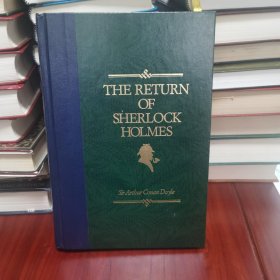 THE RETURN
OF
SHERLOCK
HOLMES
Sir Arthur Conan Doyle